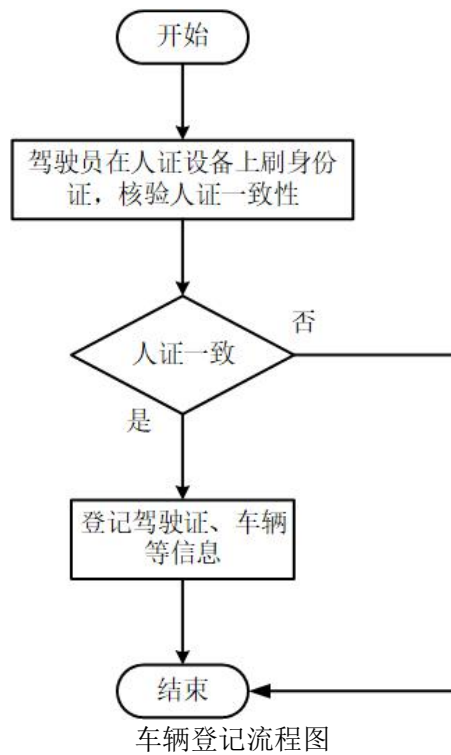 开始
驾驶员在人证设备上刷身份
证，核验人证一致性
人证一致
否
是
登记驾驶证、车辆
等信息
结束
车辆登记流程图